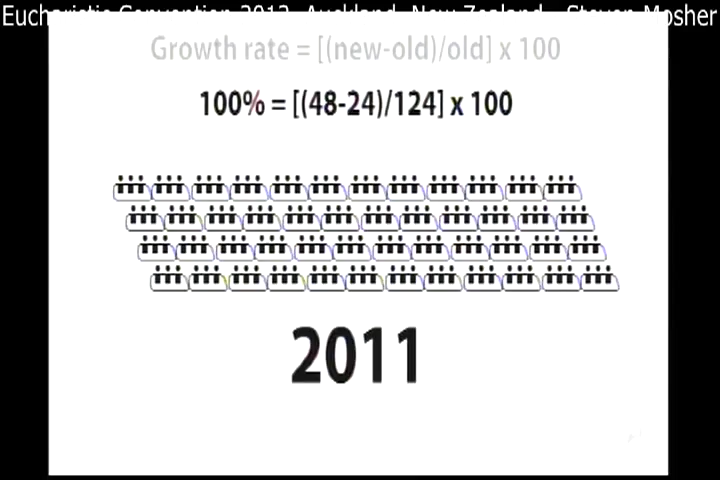 Eucharistic Convention 2013, Auckland, New Zealand - Steven Mosher
Growth rate = [(new-old)/old] x 100
100% = [(48-24)/124] x 100
2011